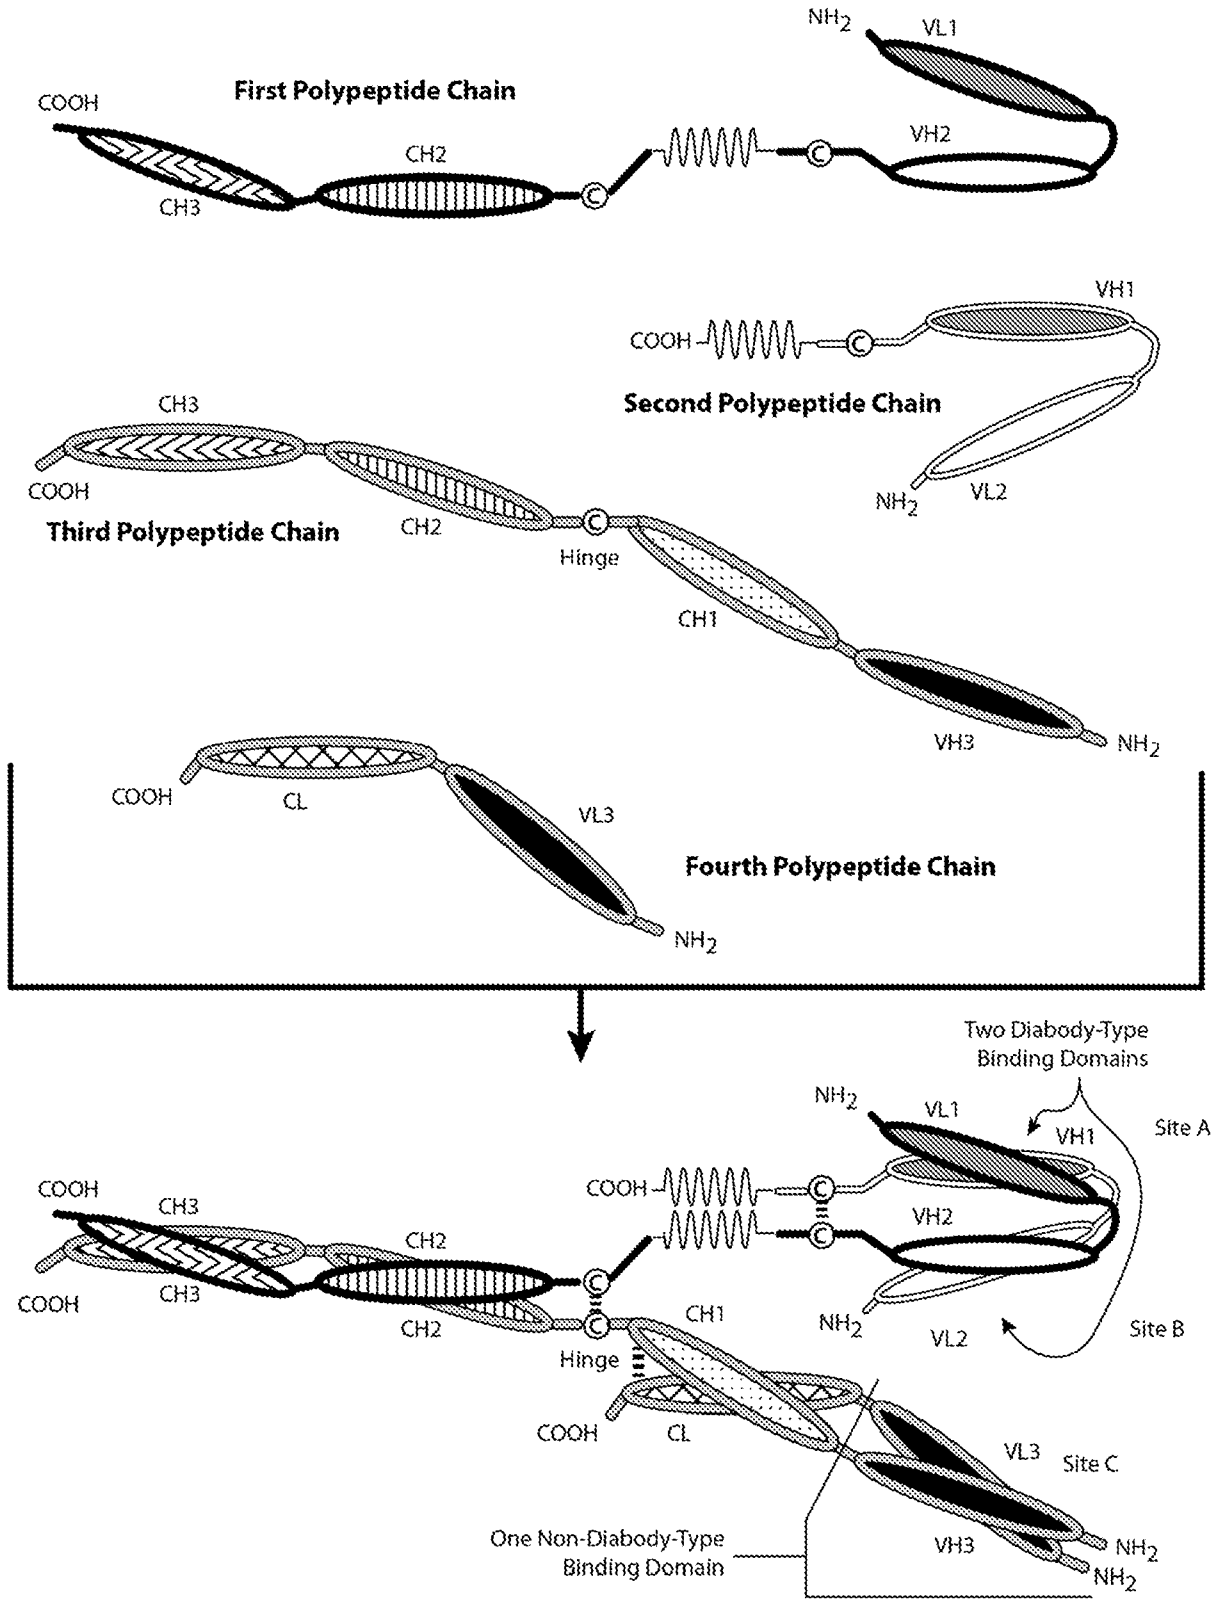 NH2
VL1
First Polypeptide Chain
COOH
VH2
C
CH2
C
CH3
VH1
COOH
C
Second Polypeptide Chain
CH3
NH2
VL2
COOH
Third Polypeptide Chain
CH2
C
Hinge
CH1
VH3
NH2
COOH
CL
VL3
Fourth Polypeptide Chain
NH2
Two Diabody-Type
Binding Domains
NH2
VL1
VH1
Site A
COOH
C
COOH
CH3
VH2
C
CH2
C
COOH
CH3
CH2
C
CH1
NH2
VL2
Site B
Hinge
COOH
CL
VL3
Site C
One Non-Diabody-Type
Binding Domain
VH3
NH2
NH2